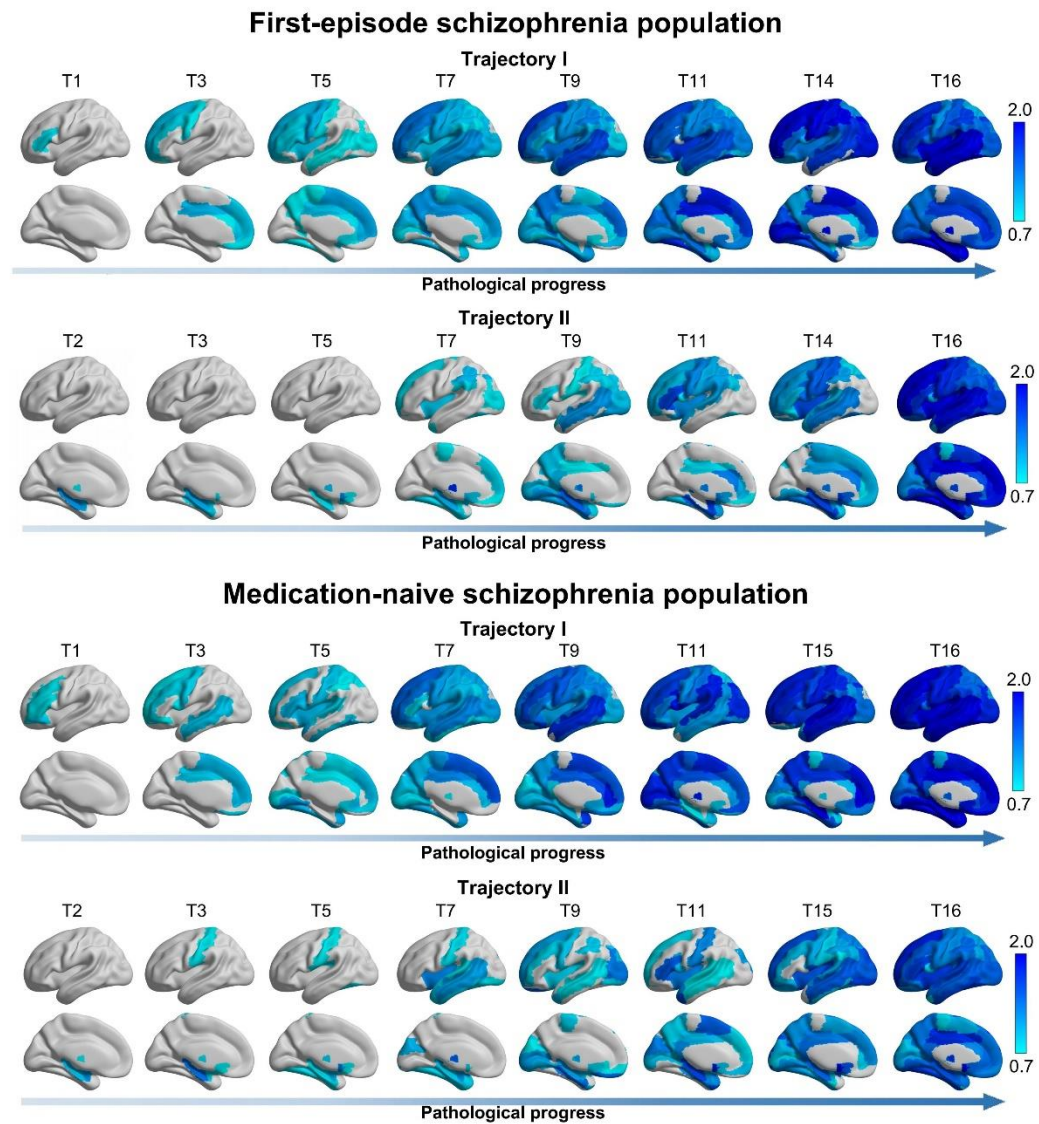 First-episode schizophrenia population
Trajectory I
T1 T3 T5 T7 T9 T11 T14 T16
2.0
0.7
Pathological progress
Trajectory II
T2 T3 T5 T7 T9 T11 T14 T16
2.0
0.7
Pathological progress
Medication-naive schizophrenia population
Trajectory I
T1 T3 T5 T7 T9 T11 T15 T16
2.0
0.7
Pathological progress
Trajectory II
T2 T3 T5 T7 T9 T11 T15 T16
2.0
0.7
Pathological progress